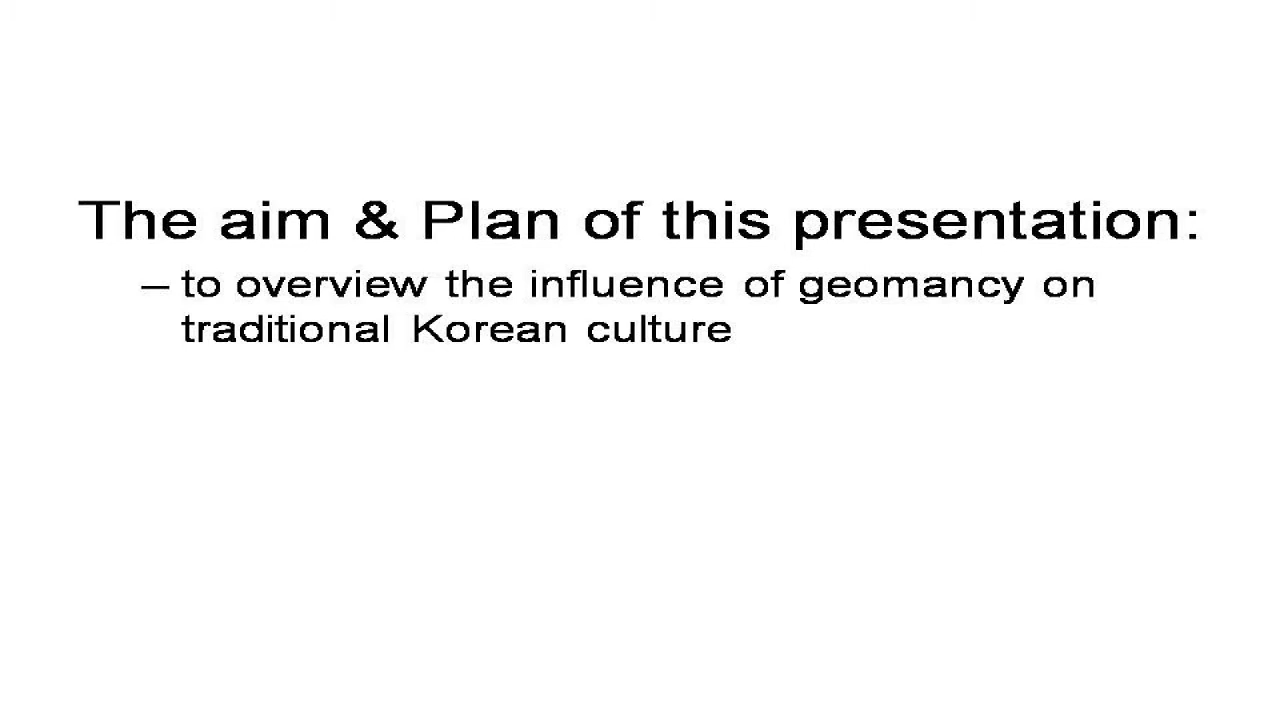 The aim & Plan of this presentation:
– to overview the influence of geomancy on
traditional Korean culture